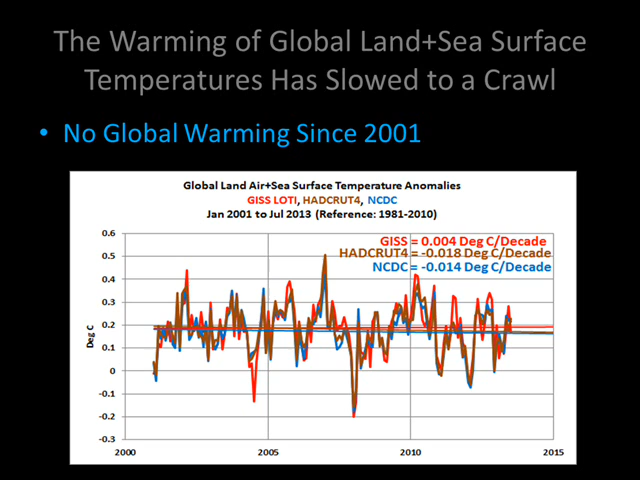 The Warming of Global Land+Sea Surface
Temperatures Has Slowed to a Crawl
• No Global Warming Since 2001
Global Land Air+Sea Surface Temperature Anomalies
GISS LOTI, HADCRUT4, NCDC
Jan 2001 to Jul 2013 (Reference: 1981-2010)
GISS = 0.004 Deg C/Decade
HADCRUT4 = -0.018 Deg C/Decade
NCDC = -0.014 Deg C/Decade
Deg C
0.6
0.5
0.4
0.3
0.2
0.1
0
-0.1
-0.2
-0.3
2000 2005 2010 2015